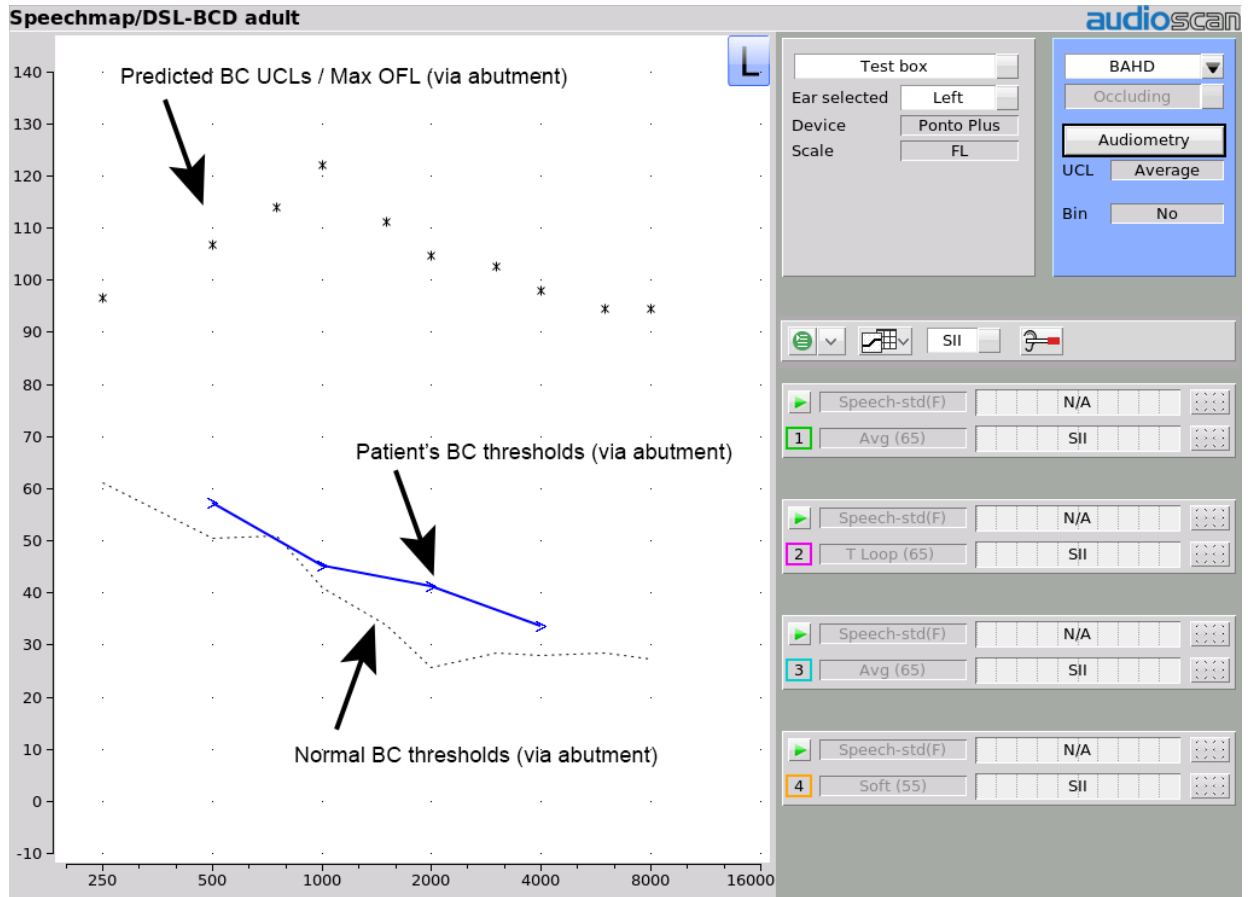 Speechmap/DSL-BCD adult
audioscan
L
Predicted BC UCLs / Max OFL (via abutment)
Patient's BC thresholds (via abutment)
Normal BC thresholds (via abutment)
140
130
120
110
100
90
80
70
60
50
40
30
20
10
0
-10
250 500 1000 2000 4000 8000 16000
Test box
Ear selected Left
Device Ponto Plus
Scale FL
BAHD
Occluding
Audiometry
UCL Average
Bin No
SII
Speech-std(F) N/A
1 Avg (65) SII
Speech-std(F) N/A
2 T Loop (65) SII
Speech-std(F) N/A
3 Avg (65) SII
Speech-std(F) N/A
4 Soft (55) SII